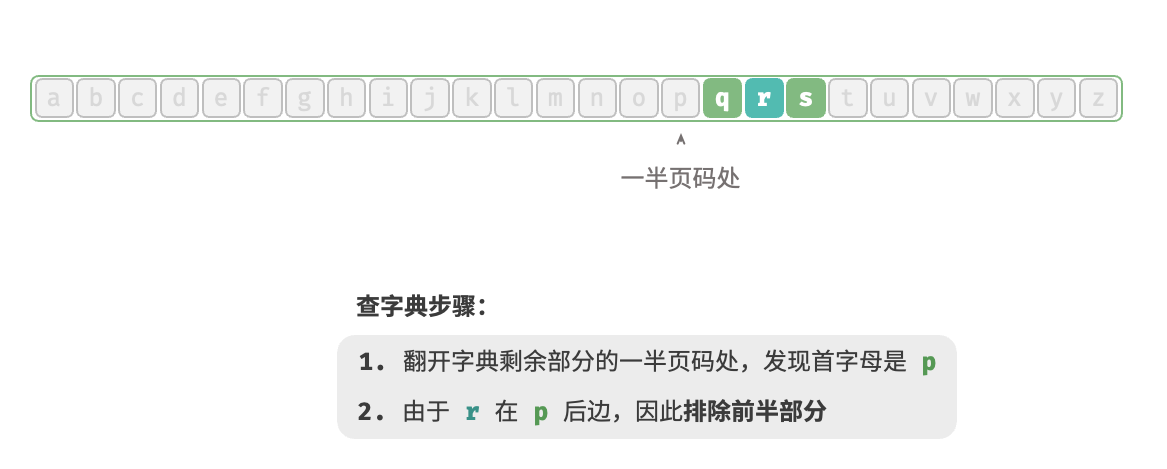 a b c d e f g h i j k l m n o p q r s t u v w x y z
一半页码处
查字典步骤：
1. 翻开字典剩余部分的一半页码处，发现首字母是 p
2. 由于 r 在 p 后边，因此排除前半部分